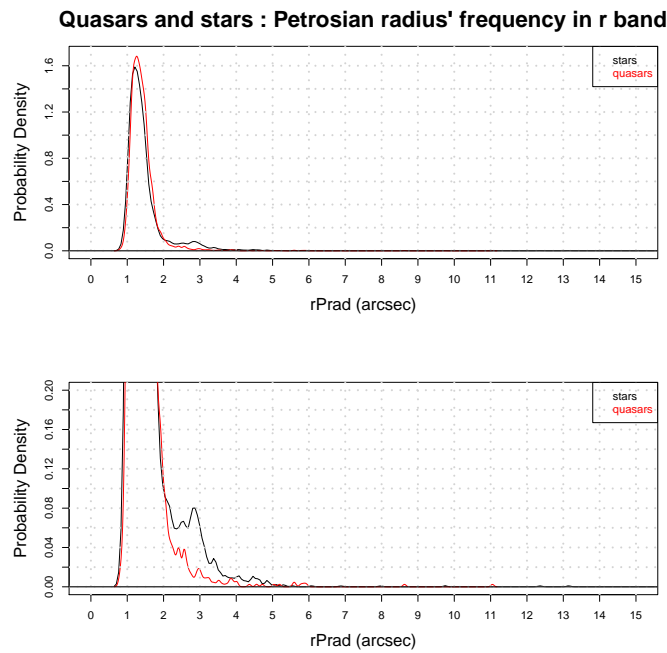 Quasars and stars : Petrosian radius' frequency in r band
Probability Density
0.0 0.4 0.8 1.2 1.6
stars
quasars
0 1 2 3 4 5 6 7 8 9 10 11 12 13 14 15
rPrad (arcsec)
Probability Density
0.00 0.04 0.08 0.12 0.16 0.20
stars
quasars
0 1 2 3 4 5 6 7 8 9 10 11 12 13 14 15
rPrad (arcsec)